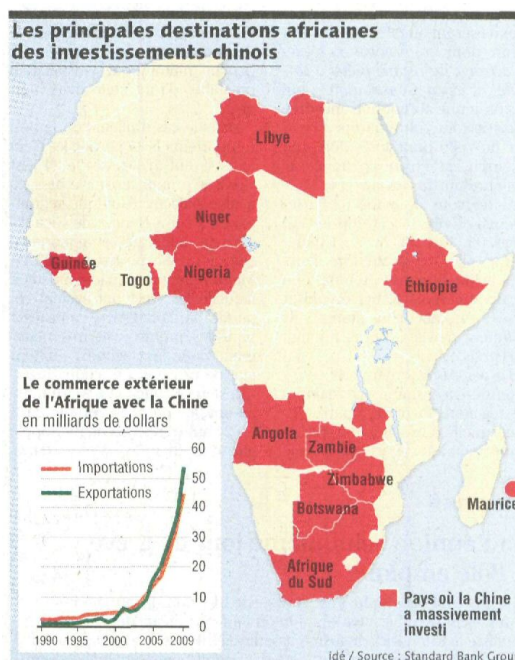 Les principales destinations africaines
des investissements chinois
Libye
Niger
Guinée
Togo
Nigeria
Éthiopie
Angola
Zambie
Zimbabwe
Botswana
Maurice
Afrique
du Sud
Le commerce extérieur
de l'Afrique avec la Chine
en milliards de dollars
60
Importations
50
Exportations
40
30
20
10
0
1990 1995 2000 2005 2009
Pays où la Chine
a massivement
investi
idé / Source : Standard Bank Grou